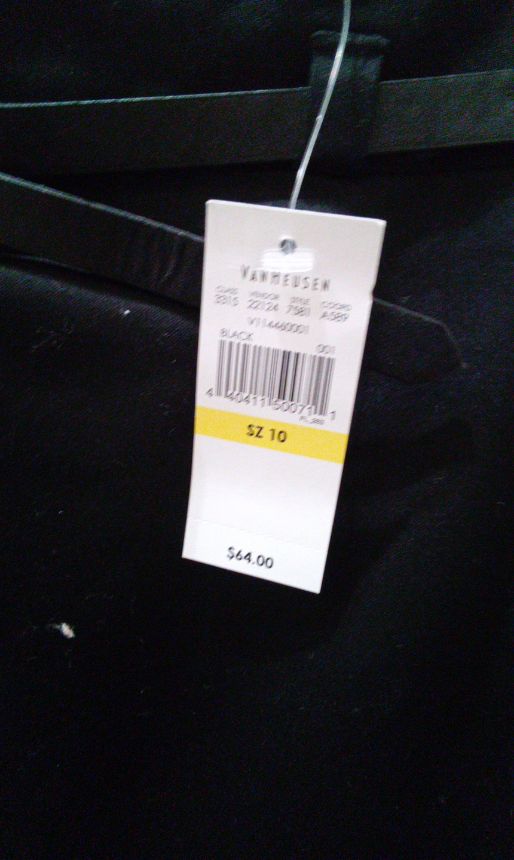 VANHEUSEN
CLASS VENDOR STYLE COORD
3315 22124 7581 A589
V114460001
BLACK 001
4 40411 50071 1
SZ 10
$64.00